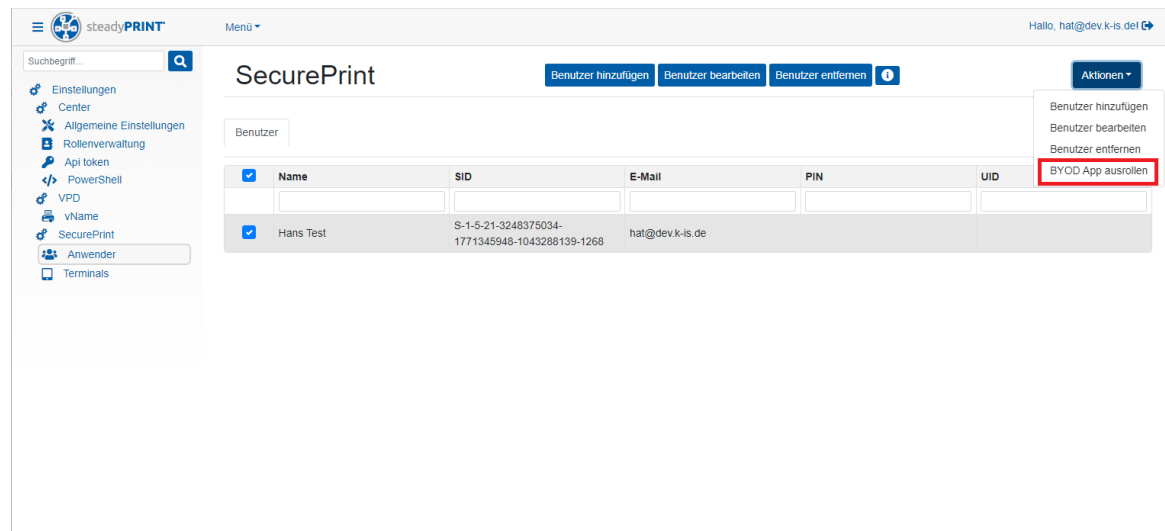 steadyPRINT
Menü
Hallo, hat@dev.k-is.de!
Suchbegriff...
Einstellungen
Center
Allgemeine Einstellungen
Rollenverwaltung
Api token
PowerShell
VPD
vName
SecurePrint
Anwender
Terminals
SecurePrint
Benutzer hinzufügen Benutzer bearbeiten Benutzer entfernen
Aktionen
Benutzer hinzufügen
Benutzer bearbeiten
Benutzer entfernen
BYOD App ausrollen
Benutzer
Name SID E-Mail PIN UID
Hans Test S-1-5-21-3248375034-
1771345948-1043288139-1268 hat@dev.k-is.de